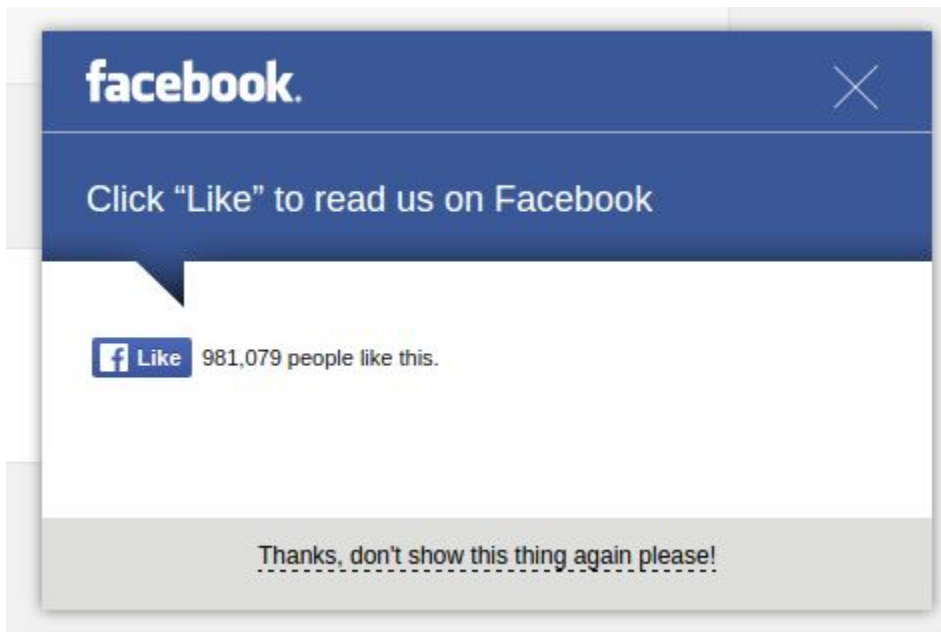 facebook.
Click “Like” to read us on Facebook
f Like 981,079 people like this.
Thanks, don't show this thing again please!